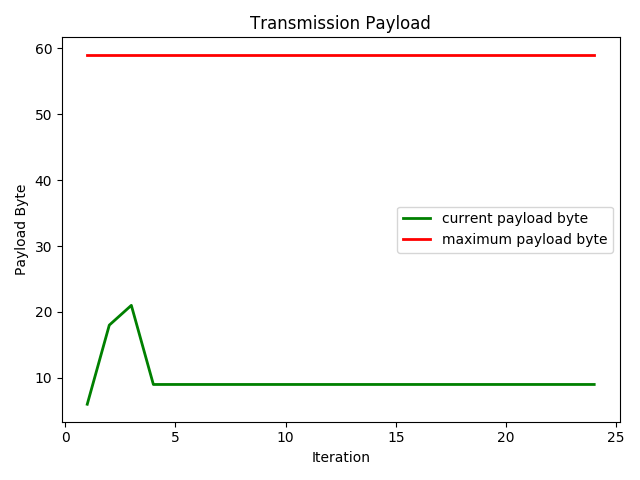 Transmission Payload
Payload Byte
60
50
40
30
20
10
current payload byte
maximum payload byte
0
5
10
15
20
25
Iteration